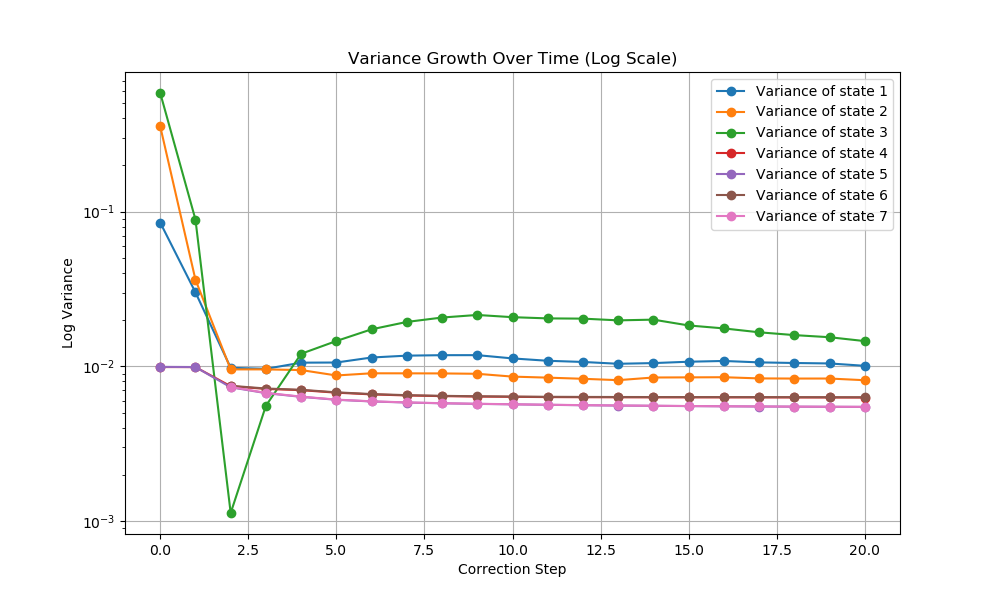 Variance Growth Over Time (Log Scale)
Variance of state 1
Variance of state 2
Variance of state 3
Variance of state 4
Variance of state 5
Variance of state 6
Variance of state 7
Log Variance
10⁻¹
10⁻²
10⁻³
0.0 2.5 5.0 7.5 10.0 12.5 15.0 17.5 20.0
Correction Step